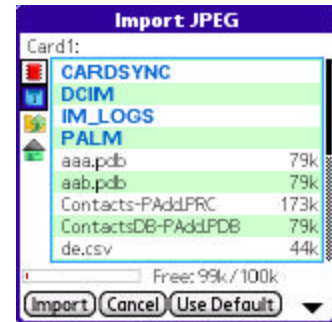 Import JPEG
Card1:
CARDSYNC
DCIM
IM_LOGS
PALM
aaa.pdb 79k
aab.pdb 79k
Contacts-PAdd.PRC 173k
ContactsDB-PAdd.PDB 79k
de.csv 44k
Free: 99k/100k
Import Cancel Use Default